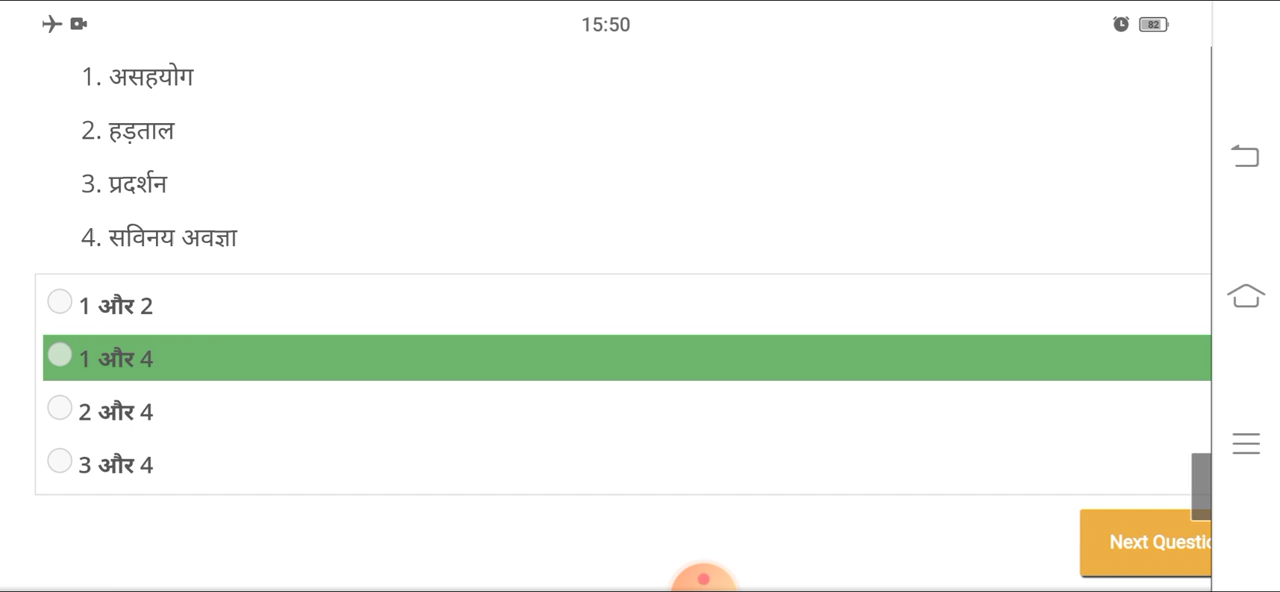 15:50
82
1. असहयोग
2. हड़ताल
3. प्रदर्शन
4. सविनय अवज्ञा
1 और 2
1 और 4
2 और 4
3 और 4
Next Questio